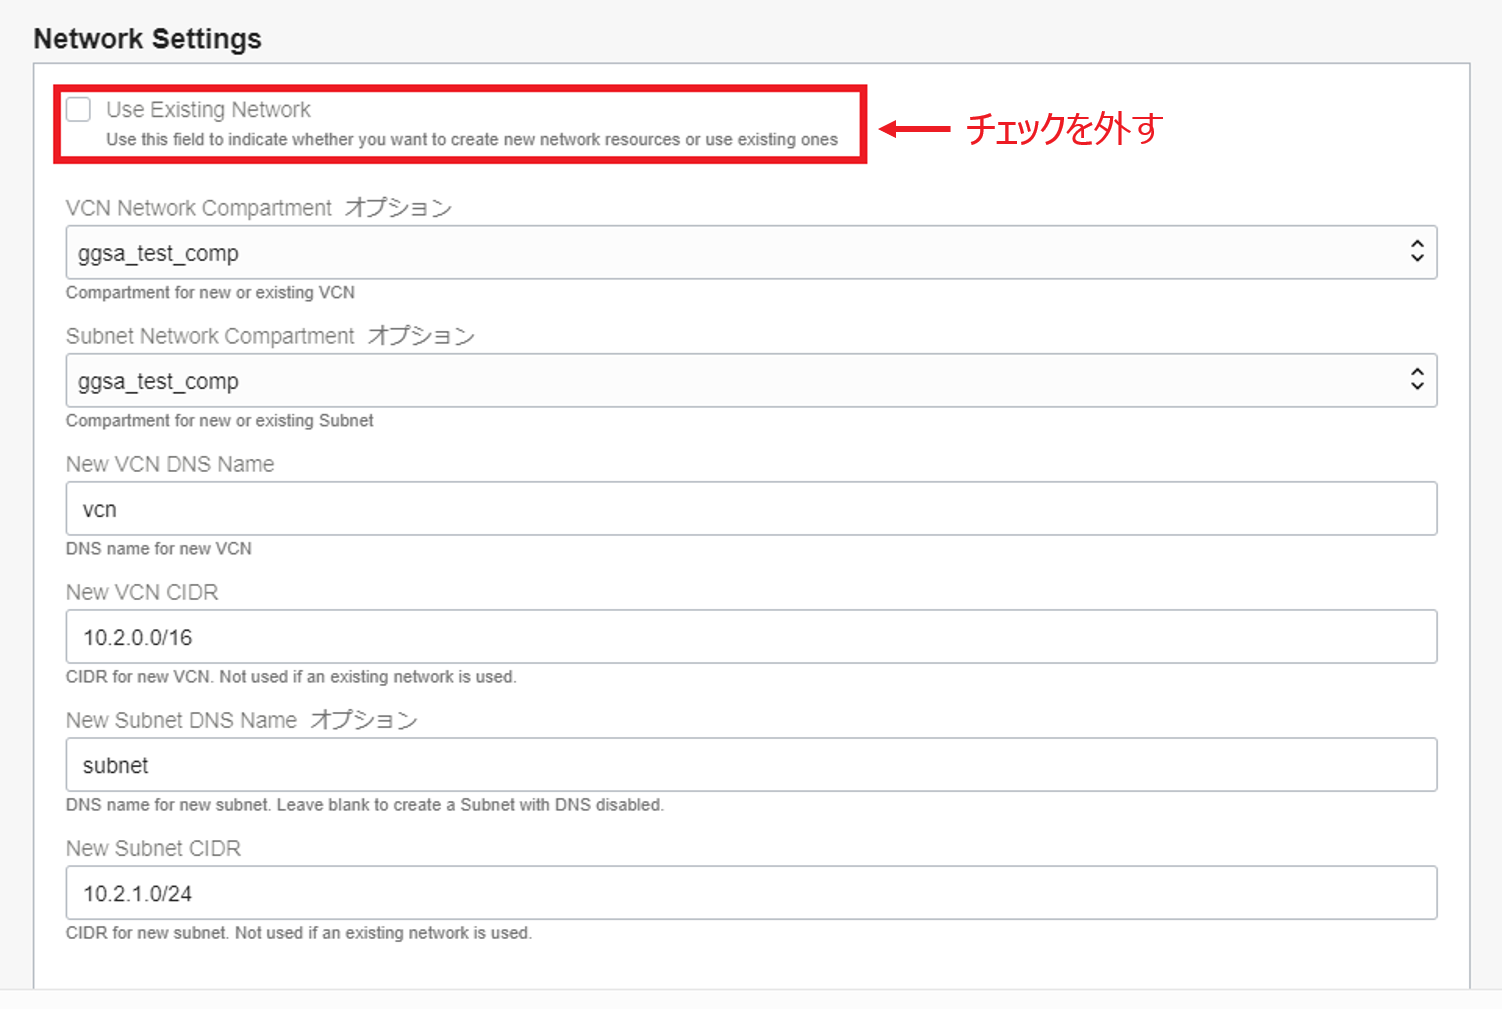 Network Settings
Use Existing Network
Use this field to indicate whether you want to create new network resources or use existing ones
チェックを外す
VCN Network Compartment オプション
ggsa_test_comp
Compartment for new or existing VCN
Subnet Network Compartment オプション
ggsa_test_comp
Compartment for new or existing Subnet
New VCN DNS Name
vcn
DNS name for new VCN
New VCN CIDR
10.2.0.0/16
CIDR for new VCN. Not used if an existing network is used.
New Subnet DNS Name オプション
subnet
DNS name for new subnet. Leave blank to create a Subnet with DNS disabled.
New Subnet CIDR
10.2.1.0/24
CIDR for new subnet. Not used if an existing network is used.